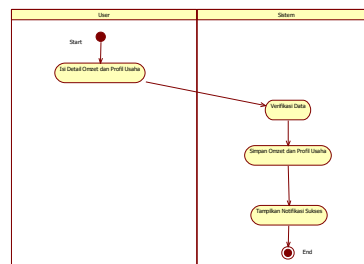 User
Sistem
Start
Isi Detail Omzet dan Profil Usaha
Verifikasi Data
Simpan Omzet dan Profil Usaha
Tampilkan Notifikasi Sukses
End